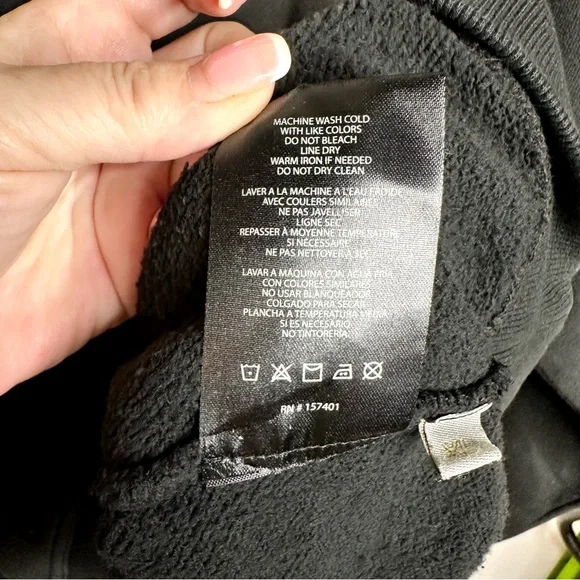 MACHINE WASH COLD
WITH LIKE COLORS
DO NOT BLEACH
LINE DRY
WARM IRON IF NEEDED
DO NOT DRY CLEAN
LAVER A LA MACHINE A L'EAU FROIDE
AVEC COULERS SIMILAIRES
NE PAS JAVELLISER
LIGNE SEC
REPASSER À MOYENNE TEMPERATURE
SI NÉCESSAIRE
NE PAS NETTOYER À SEC
LAVAR A MÁQUINA CON AGUA FRIA
CON COLORES SIMILARES
NO USAR BLANQUEADOR
COLGADO PARA SECAR
PLANCHA A TEMPERATURA MEDIA
SI ES NECESARIO
NO TINTORERIA
RN # 157401